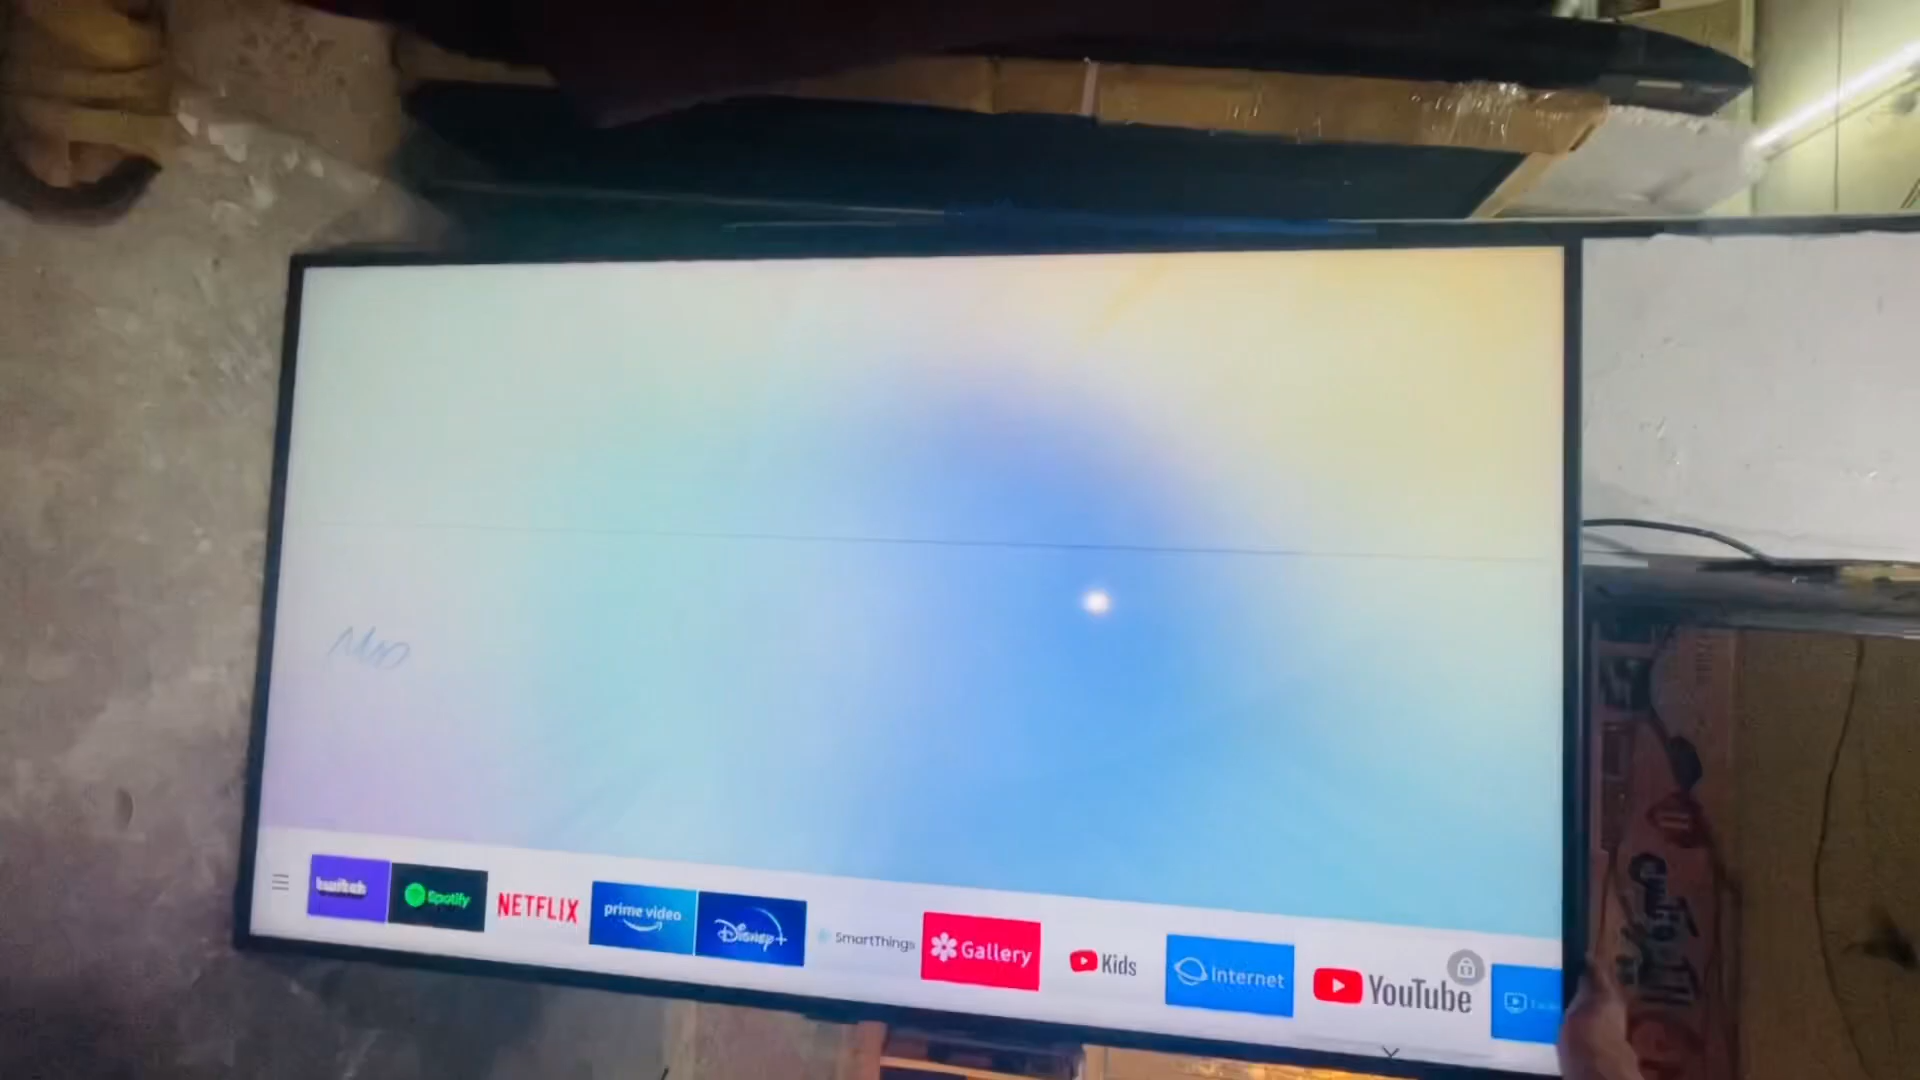 twitch
Spotify
NETFLIX
prime video
Disney+
SmartThings
Gallery
Kids
Internet
YouTube